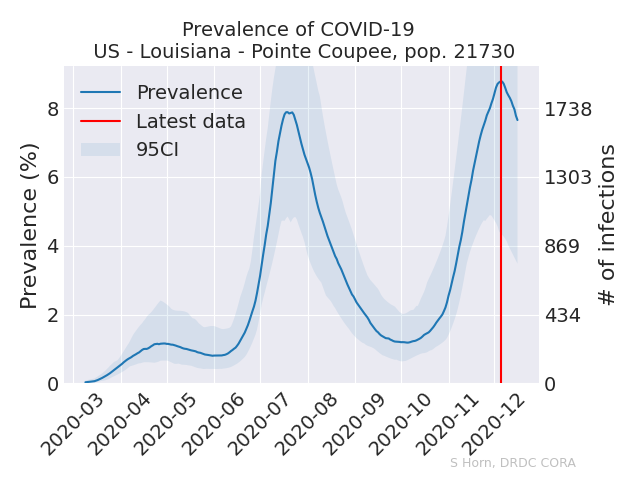 Prevalence of COVID-19
US - Louisiana - Pointe Coupee, pop. 21730
Prevalence
Latest data
95CI
Prevalence (%)
8
6
4
2
0
1738
1303
869
434
0
# of infections
2020-03
2020-04
2020-05
2020-06
2020-07
2020-08
2020-09
2020-10
2020-11
2020-12
S Horn, DRDC CORA